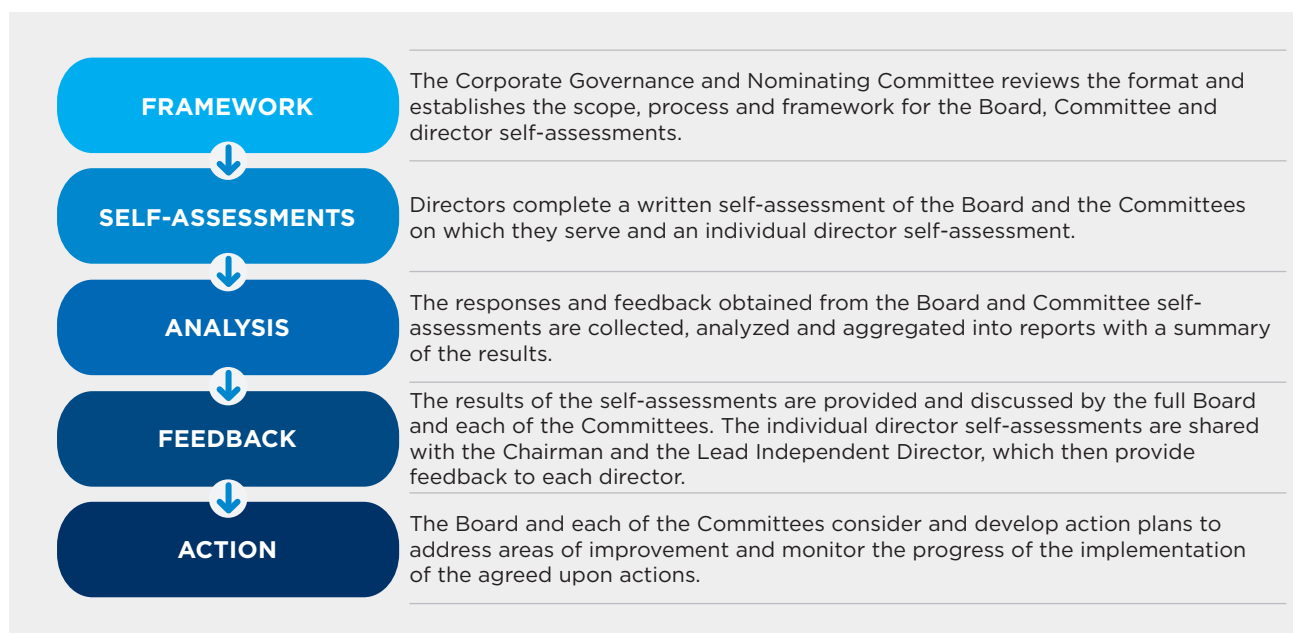 FRAMEWORK
The Corporate Governance and Nominating Committee reviews the format and
establishes the scope, process and framework for the Board, Committee and
director self-assessments.
SELF-ASSESSMENTS
Directors complete a written self-assessment of the Board and the Committees
on which they serve and an individual director self-assessment.
ANALYSIS
The responses and feedback obtained from the Board and Committee self-
assessments are collected, analyzed and aggregated into reports with a summary
of the results.
FEEDBACK
The results of the self-assessments are provided and discussed by the full Board
and each of the Committees. The individual director self-assessments are shared
with the Chairman and the Lead Independent Director, which then provide
feedback to each director.
ACTION
The Board and each of the Committees consider and develop action plans to
address areas of improvement and monitor the progress of the implementation
of the agreed upon actions.